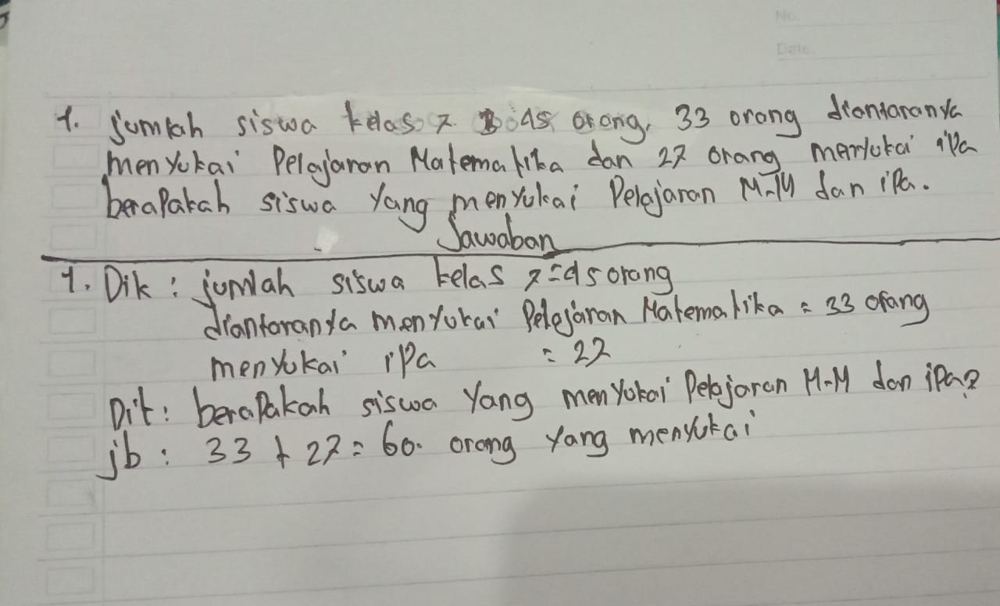 No.
Date.
1. jumlah siswa kelas 7. B 45 orang, 33 orang diantaranya
menyukai Pelajaran Matematika dan 27 orang menyukai iPa
beraPakah siswa yang menyukai Pelajaran M-M dan iPa.
Jawaban
1. Dik : jumlah siswa kelas 7 = 45 orang
diantaranya menyukai Pelajaran Matematika = 33 orang
menyukai iPa = 27
Dit : beraPakah siswa Yang menyukai Pelajaran M-M dan iPa?
jb : 33 + 27 = 60. orang yang menyukai